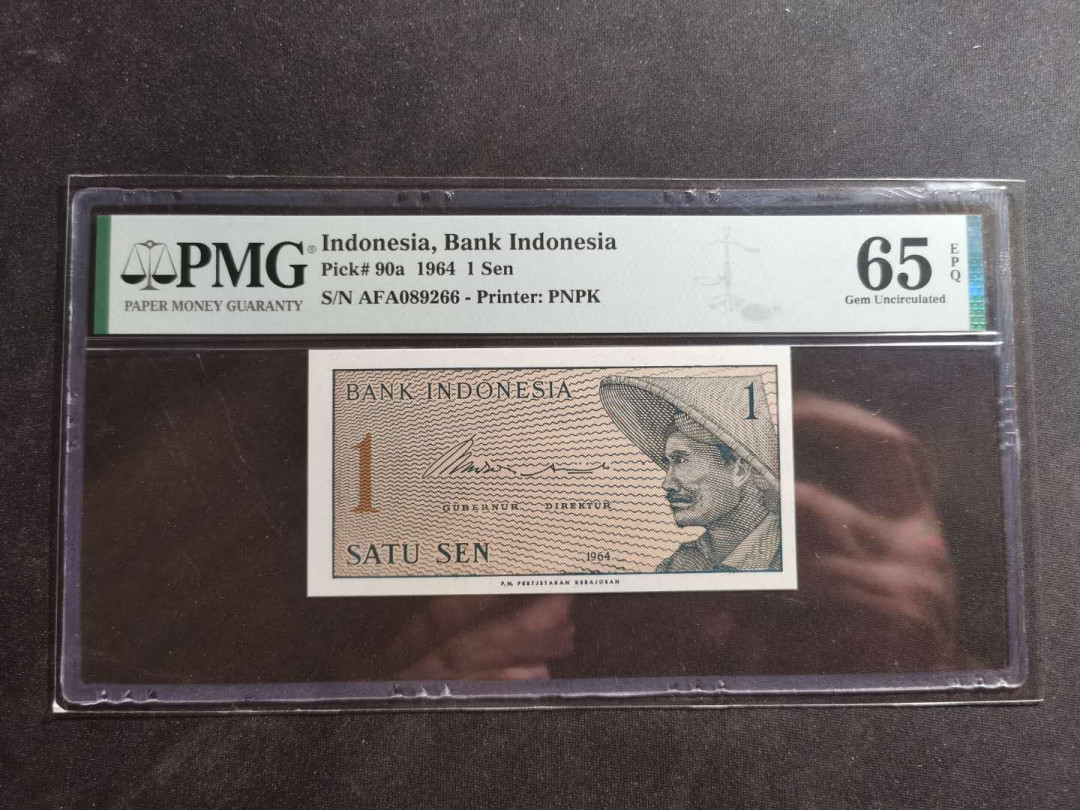 PMG®
PAPER MONEY GUARANTY
Indonesia, Bank Indonesia
Pick# 90a 1964 1 Sen
S/N AFA089266 - Printer: PNPK
65
EPQ
Gem Uncirculated
BANK INDONESIA
1
1
GUBERNUR DIREKTUR
SATU SEN
1964
P.N. PERTJETAKAN KEBAJORAN